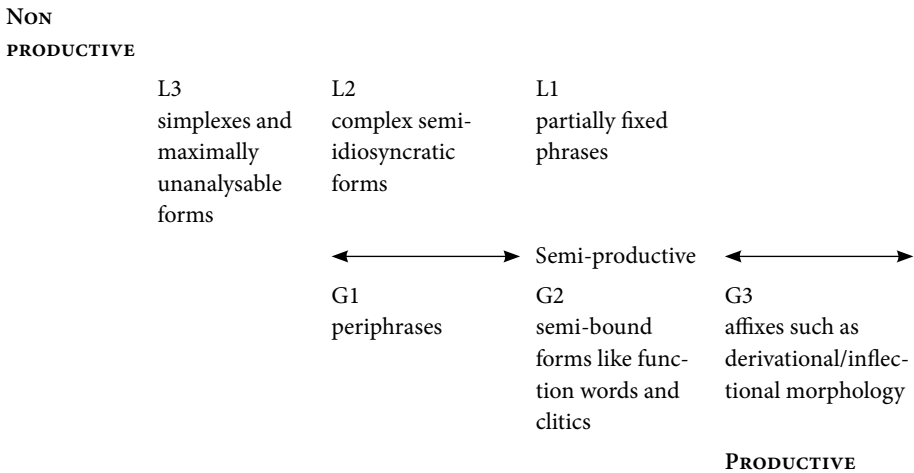 Non
productive
L3
simplexes and
maximally
unanalysable
forms
L2
complex semi-
idiosyncratic
forms
L1
partially fixed
phrases
Semi-productive
G1
periphrases
G2
semi-bound
forms like func-
tion words and
clitics
G3
affixes such as
derivational/inflec-
tional morphology
Productive